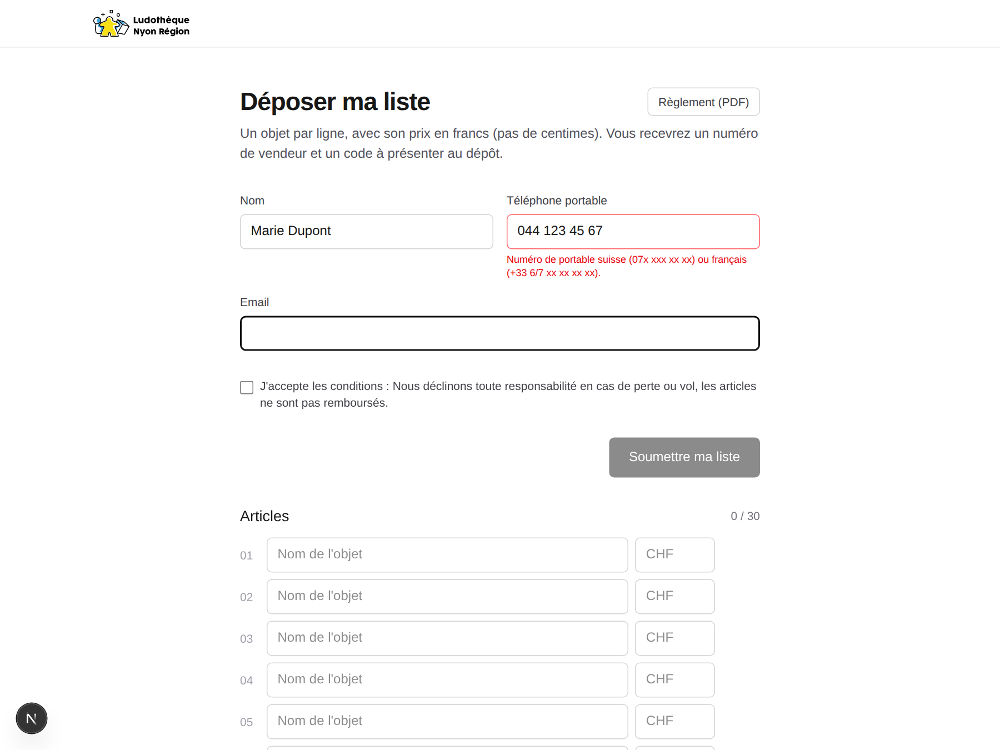 Ludothèque
Nyon Région
Déposer ma liste
Règlement (PDF)
Un objet par ligne, avec son prix en francs (pas de centimes). Vous recevrez un numéro
de vendeur et un code à présenter au dépôt.
Nom
Téléphone portable
Marie Dupont
044 123 45 67
Numéro de portable suisse (07x xxx xx xx) ou français
(+33 6/7 xx xx xx xx).
Email
J'accepte les conditions : Nous déclinons toute responsabilité en cas de perte ou vol, les articles
ne sont pas remboursés.
Soumettre ma liste
Articles
0 / 30
01 Nom de l'objet CHF
02 Nom de l'objet CHF
03 Nom de l'objet CHF
04 Nom de l'objet CHF
05 Nom de l'objet CHF
N